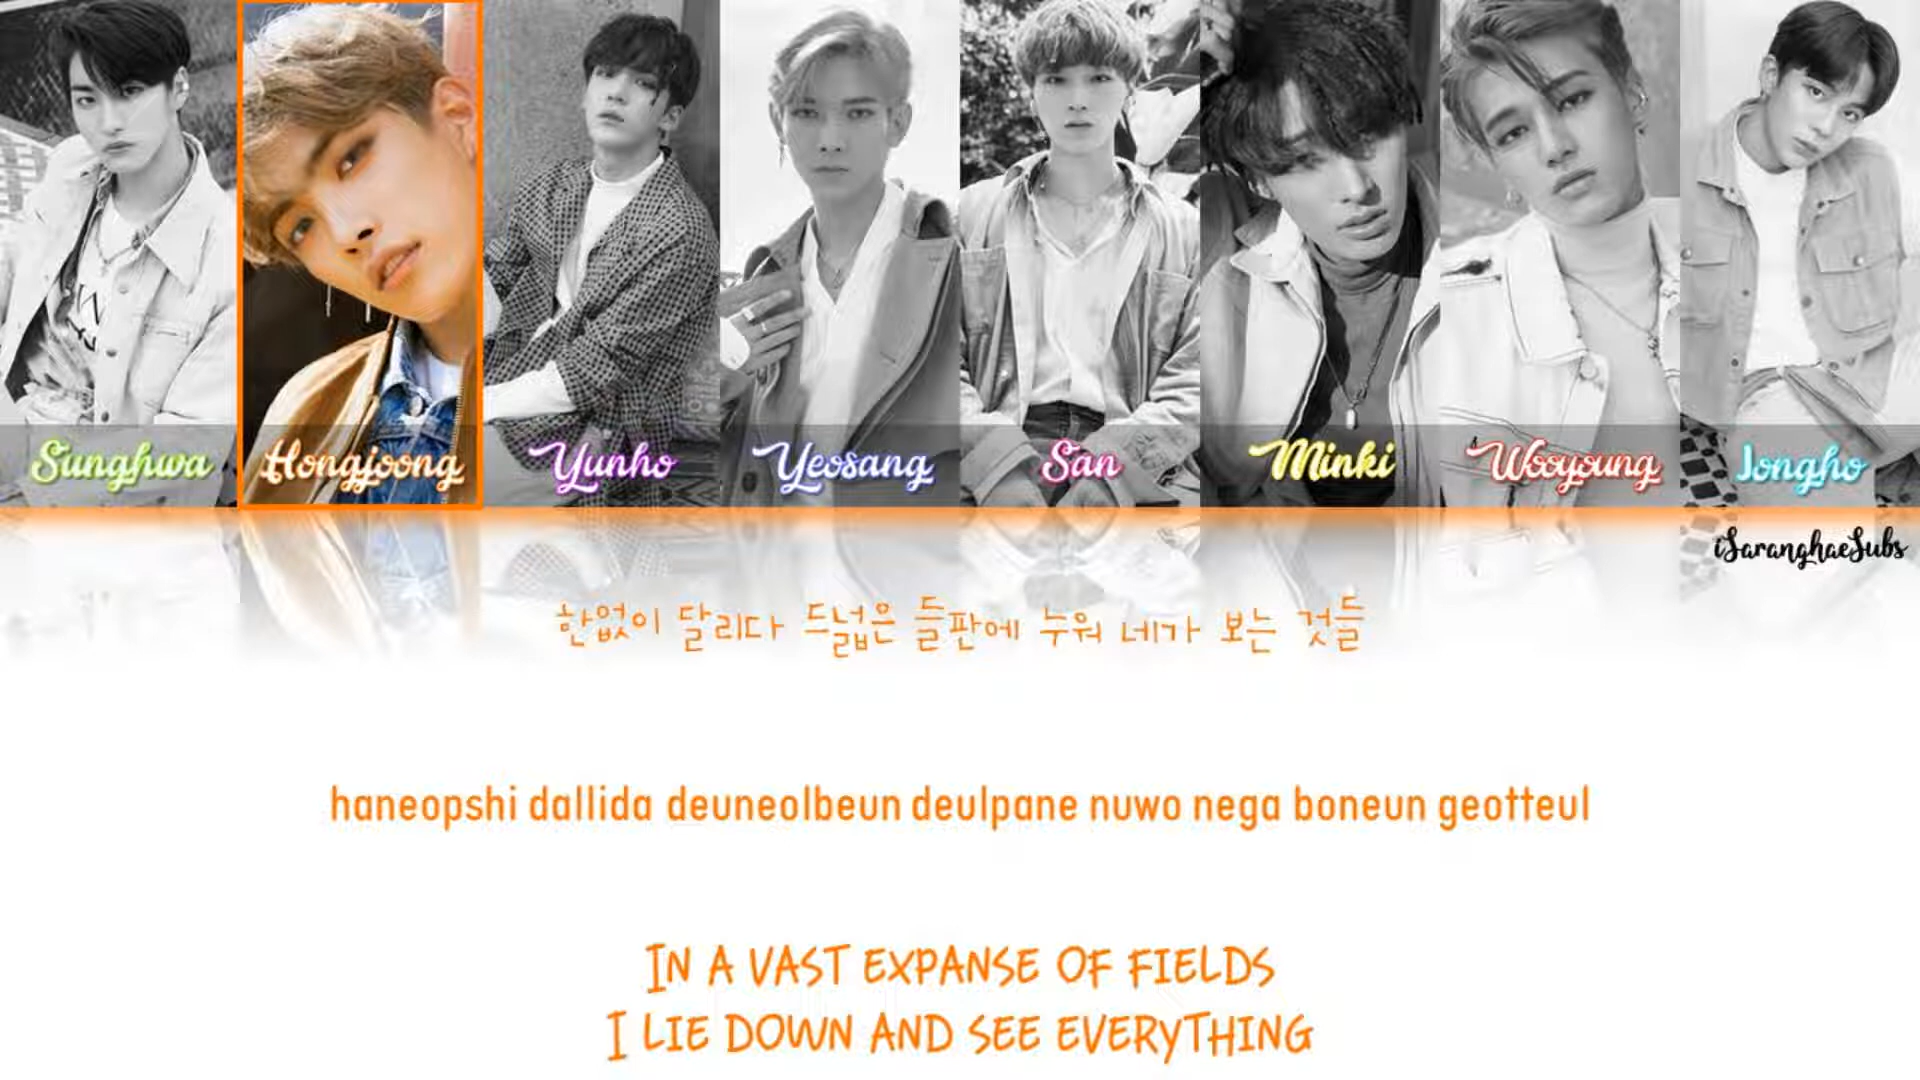 Sunghwa
Hongjoong
Yunho
Yeosang
San
Minki
Wooyoung
Jongho
iSaranghaeSubs
한없이 달리다 드넓은 들판에 누워 네가 보는 것들
haneopshi dallida deuneolbeun deulpane nuwo nega boneun geotteul
IN A VAST EXPANSE OF FIELDS
I LIE DOWN AND SEE EVERYTHING